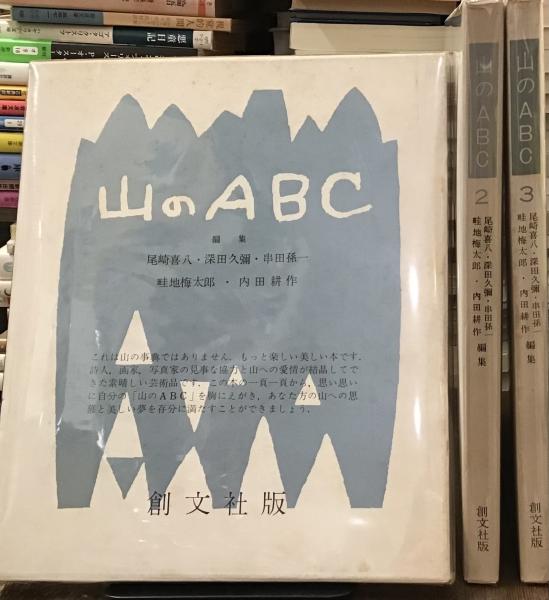 山のABC
編集
尾崎喜八・深田久彌・串田孫一
畦地梅太郎・内田耕作
これは山の事典ではありません。もっと楽しい美しい本です。
詩人、画家、写真家の見事な協力と山への愛情が結晶してで
きた素晴しい芸術品です。この本の一頁一頁から、思い思い
に自分の「山のABC」を胸にえがき、あなた方の山への思
慕と美しい夢を存分に満たすことができましょう。
創文社版
山のABC
2
尾崎喜八・深田久彌・串田孫一
畦地梅太郎・内田耕作
編集
創文社版
山のABC
3
尾崎喜八・深田久彌・串田孫一
畦地梅太郎・内田耕作
編集
創文社版
悪童日記